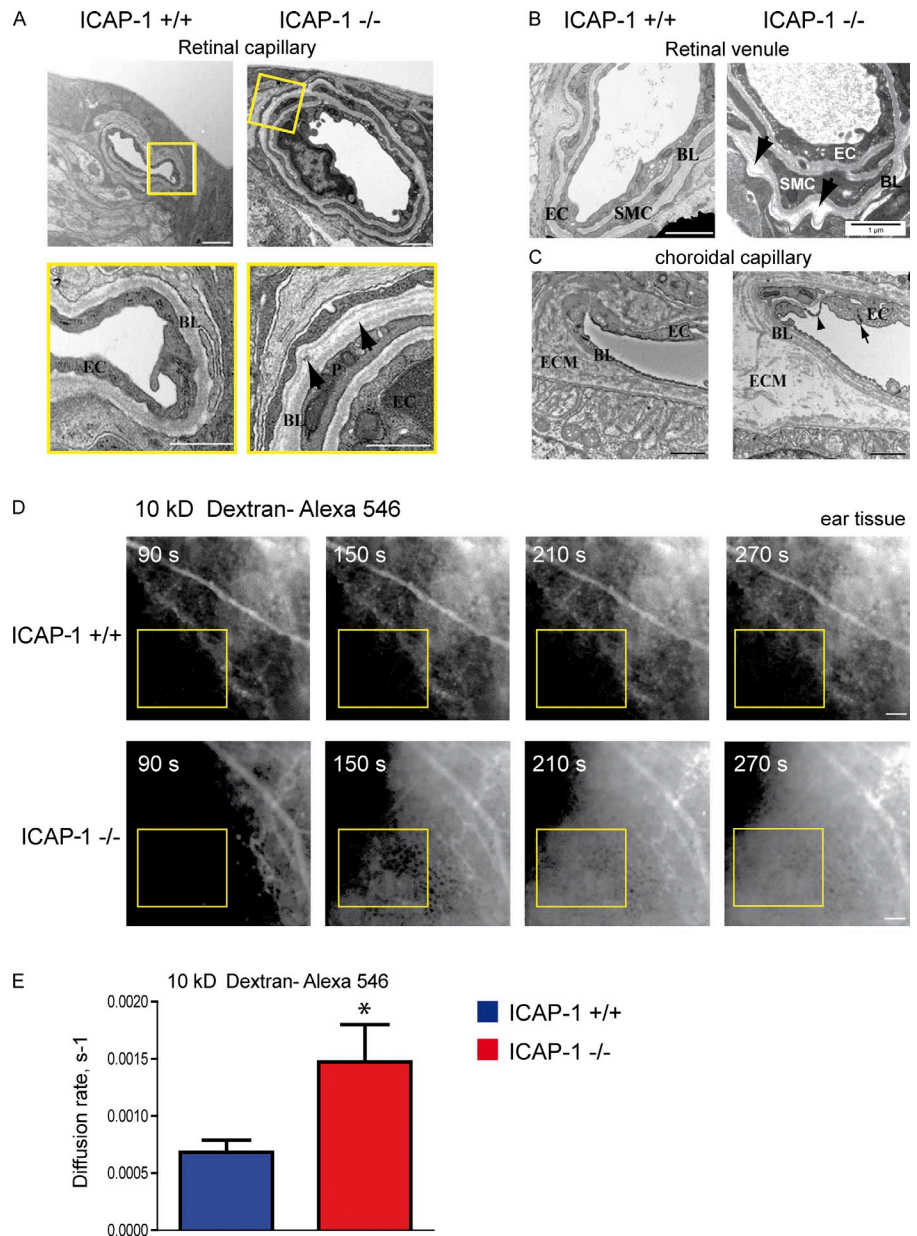 A
ICAP-1 +/+ ICAP-1 -/-
Retinal capillary
BL
EC
P
BL
EC
B
ICAP-1 +/+ ICAP-1 -/-
Retinal venule
BL
EC
SMC
EC
SMC
BL
1 µm
C
choroidal capillary
EC
ECM
BL
EC
BL
ECM
D
10 kD Dextran- Alexa 546
ear tissue
ICAP-1 +/+
90 s 150 s 210 s 270 s
ICAP-1 -/-
90 s 150 s 210 s 270 s
E
10 kD Dextran- Alexa 546
Diffusion rate, s-1
0.0020
0.0015
0.0010
0.0005
0.0000
*
ICAP-1 +/+
ICAP-1 -/-